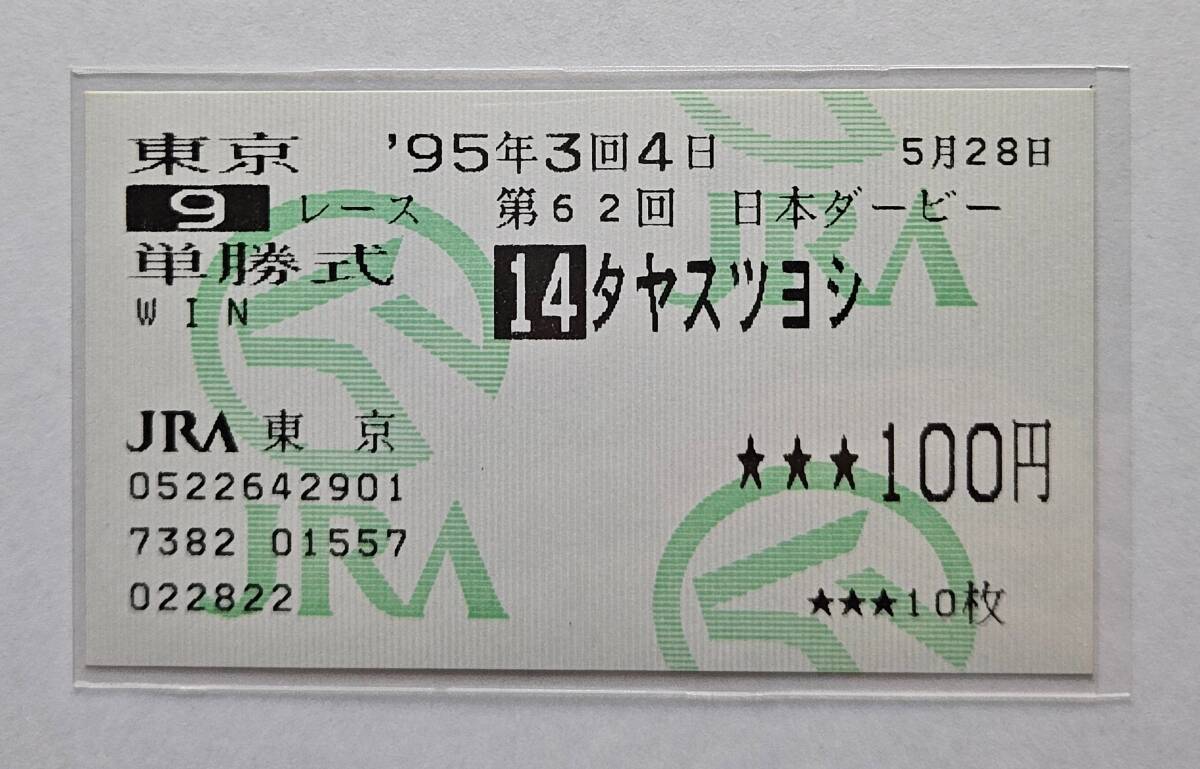 東京 '95年3回4日 5月28日
9 レース 第62回 日本ダービー
単勝式 14 タヤスツヨシ
WIN
JRA 東京
★★★100円
0522642901
7382 01557
022822
★★★10枚
JRA
JRA